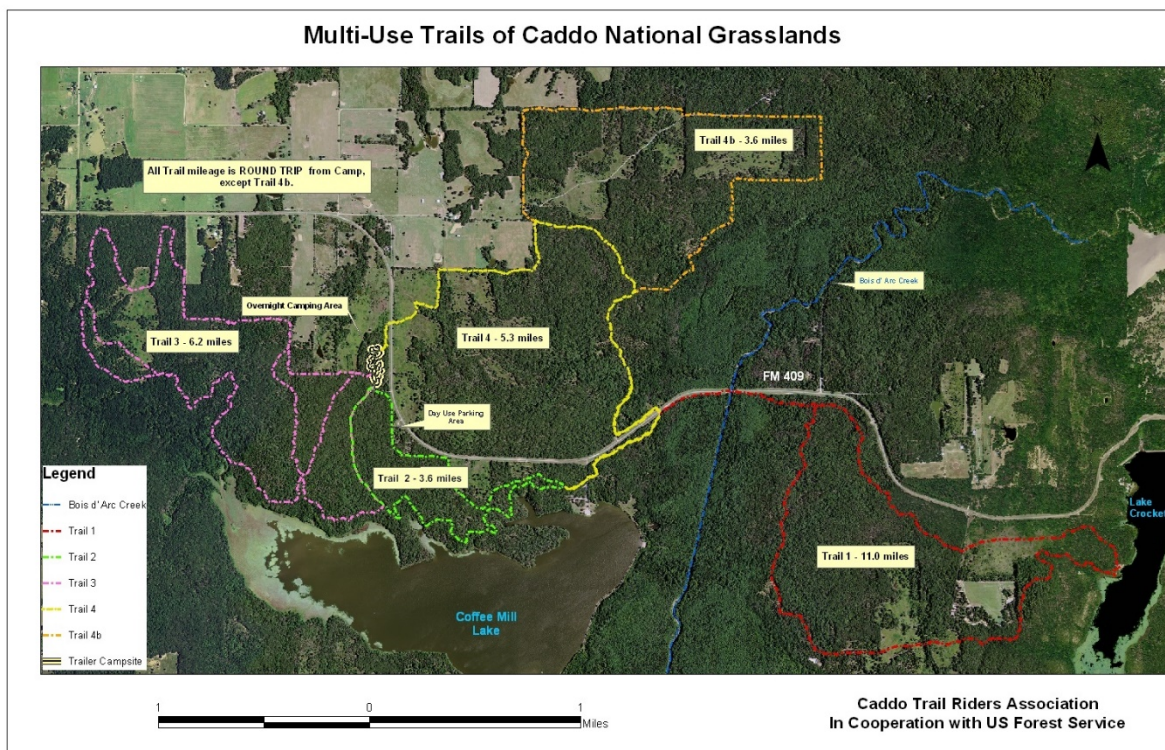 Multi-Use Trails of Caddo National Grasslands
All Trail mileage is ROUND TRIP from Camp,
except Trail 4b.
Trail 4b - 3.6 miles
Bois d' Arc Creek
Overnight Camping Area
Trail 3 - 6.2 miles
Trail 4 - 5.3 miles
FM 409
Day Use Parking
Area
Trail 2 - 3.6 miles
Trail 1 - 11.0 miles
Lake
Crocket
Coffee Mill
Lake
Legend
Bois d' Arc Creek
Trail 1
Trail 2
Trail 3
Trail 4
Trail 4b
Trailer Campsite
1 0 1
Miles
Caddo Trail Riders Association
In Cooperation with US Forest Service